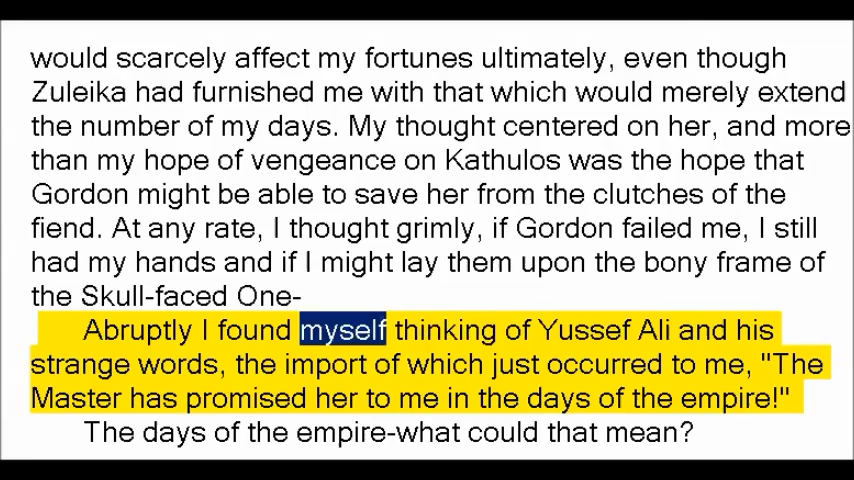 would scarcely affect my fortunes ultimately, even though
Zuleika had furnished me with that which would merely extend
the number of my days. My thought centered on her, and more
than my hope of vengeance on Kathulos was the hope that
Gordon might be able to save her from the clutches of the
fiend. At any rate, I thought grimly, if Gordon failed me, I still
had my hands and if I might lay them upon the bony frame of
the Skull-faced One-
Abruptly I found myself thinking of Yussef Ali and his
strange words, the import of which just occurred to me, "The
Master has promised her to me in the days of the empire!"
The days of the empire-what could that mean?